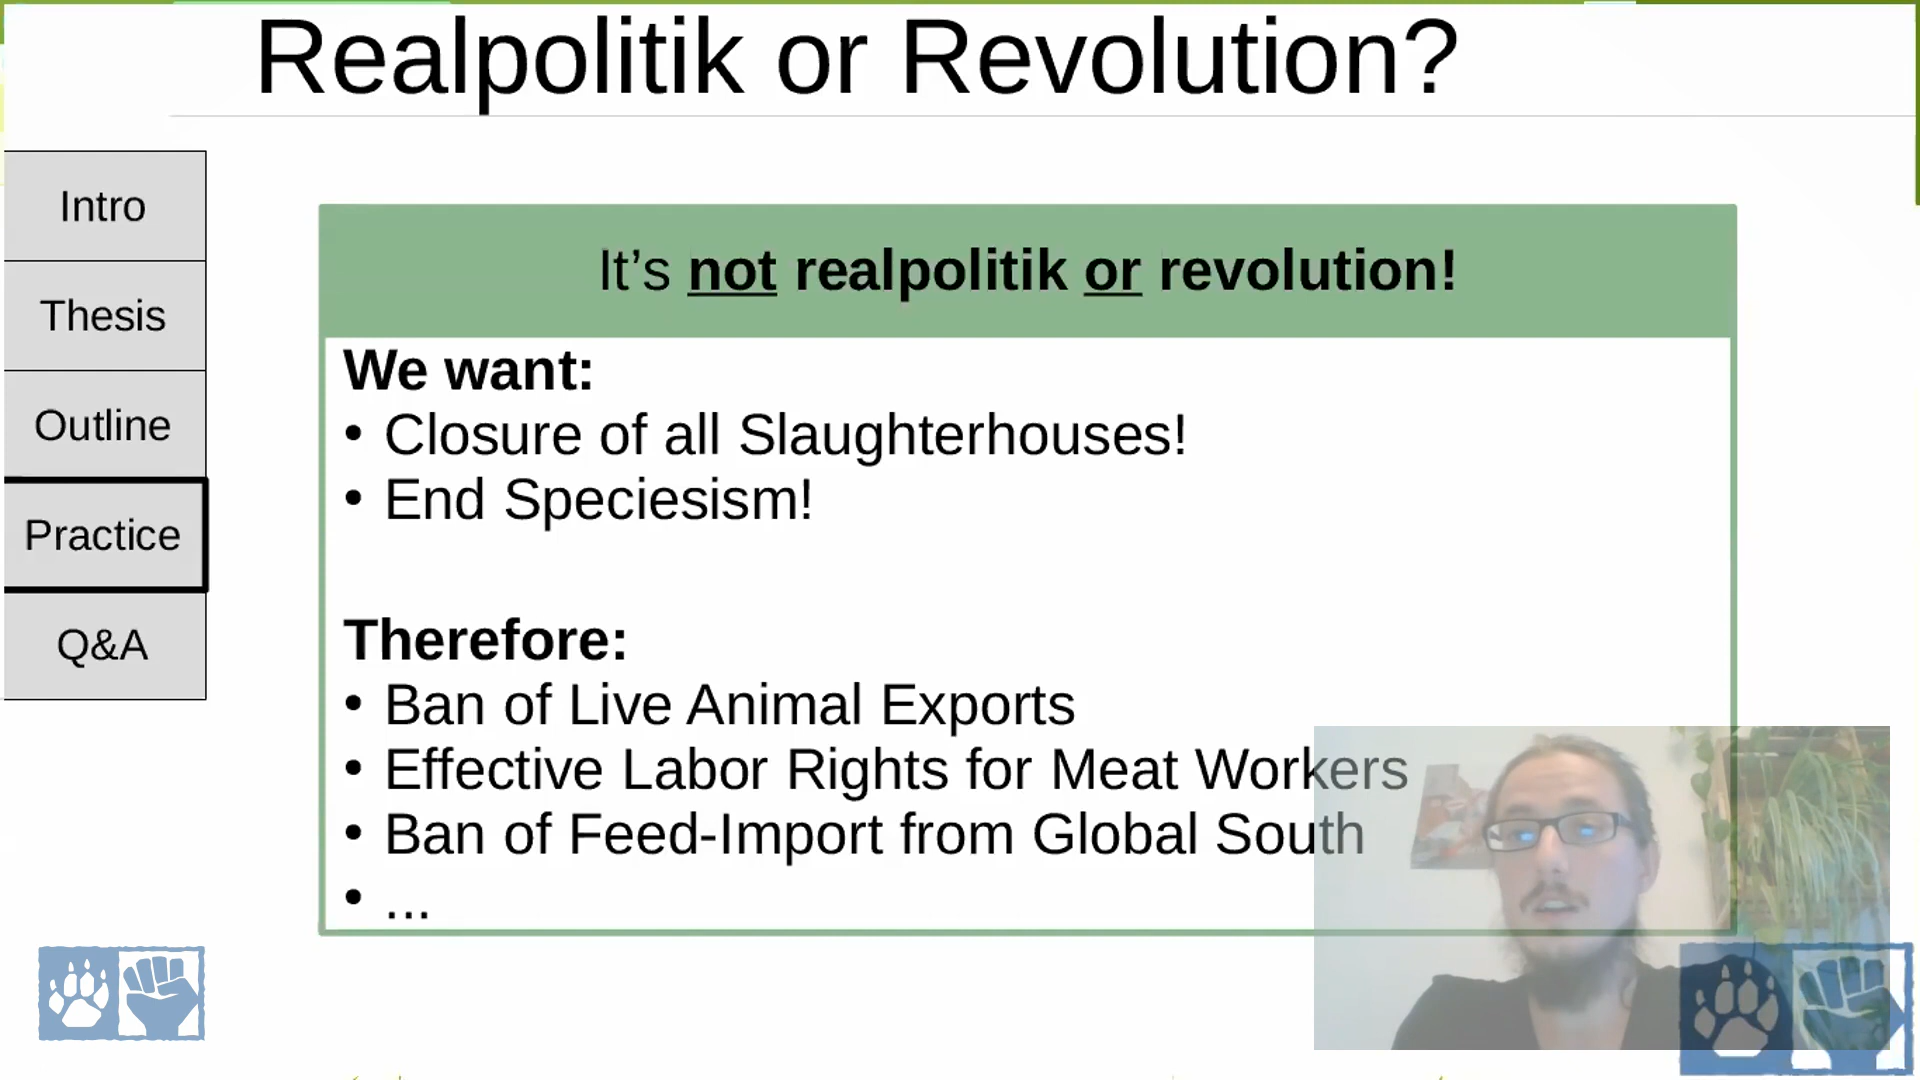 Realpolitik or Revolution?
Intro
Thesis
Outline
Practice
Q&A
It’s not realpolitik or revolution!
We want:
• Closure of all Slaughterhouses!
• End Speciesism!
Therefore:
• Ban of Live Animal Exports
• Effective Labor Rights for Meat Workers
• Ban of Feed-Import from Global South
• ...